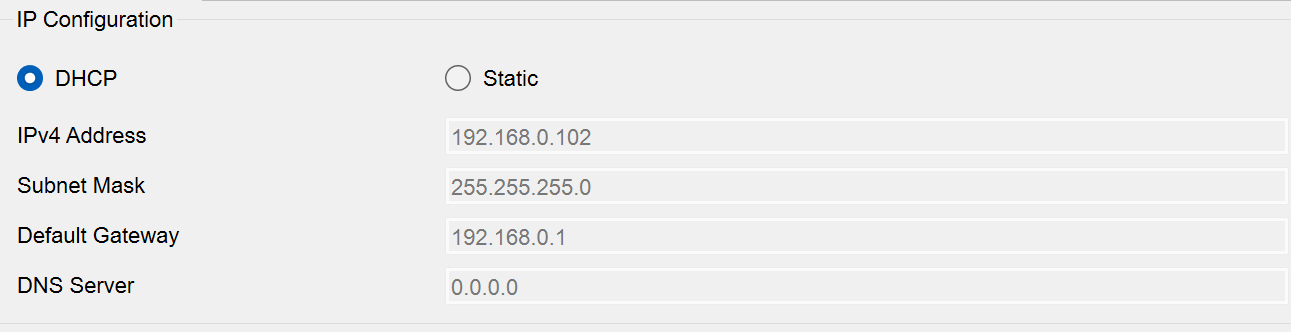 IP Configuration
DHCP Static
IPv4 Address 192.168.0.102
Subnet Mask 255.255.255.0
Default Gateway 192.168.0.1
DNS Server 0.0.0.0